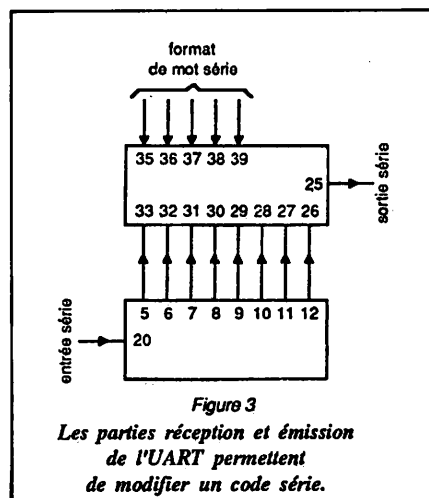 format
de mot série
35 36 37 38 39
25
sortie série
33 32 31 30 29 28 27 26
5 6 7 8 9 10 11 12
20
entrée série
Figure 3
Les parties réception et émission
de l'UART permettent
de modifier un code série.